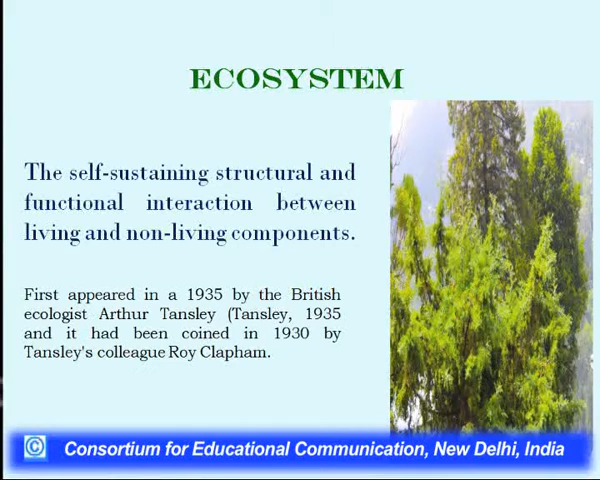 ECOSYSTEM
The self-sustaining structural and
functional interaction between
living and non-living components.
First appeared in a 1935 by the British
ecologist Arthur Tansley (Tansley, 1935
and it had been coined in 1930 by
Tansley's colleague Roy Clapham.
© Consortium for Educational Communication, New Delhi, India